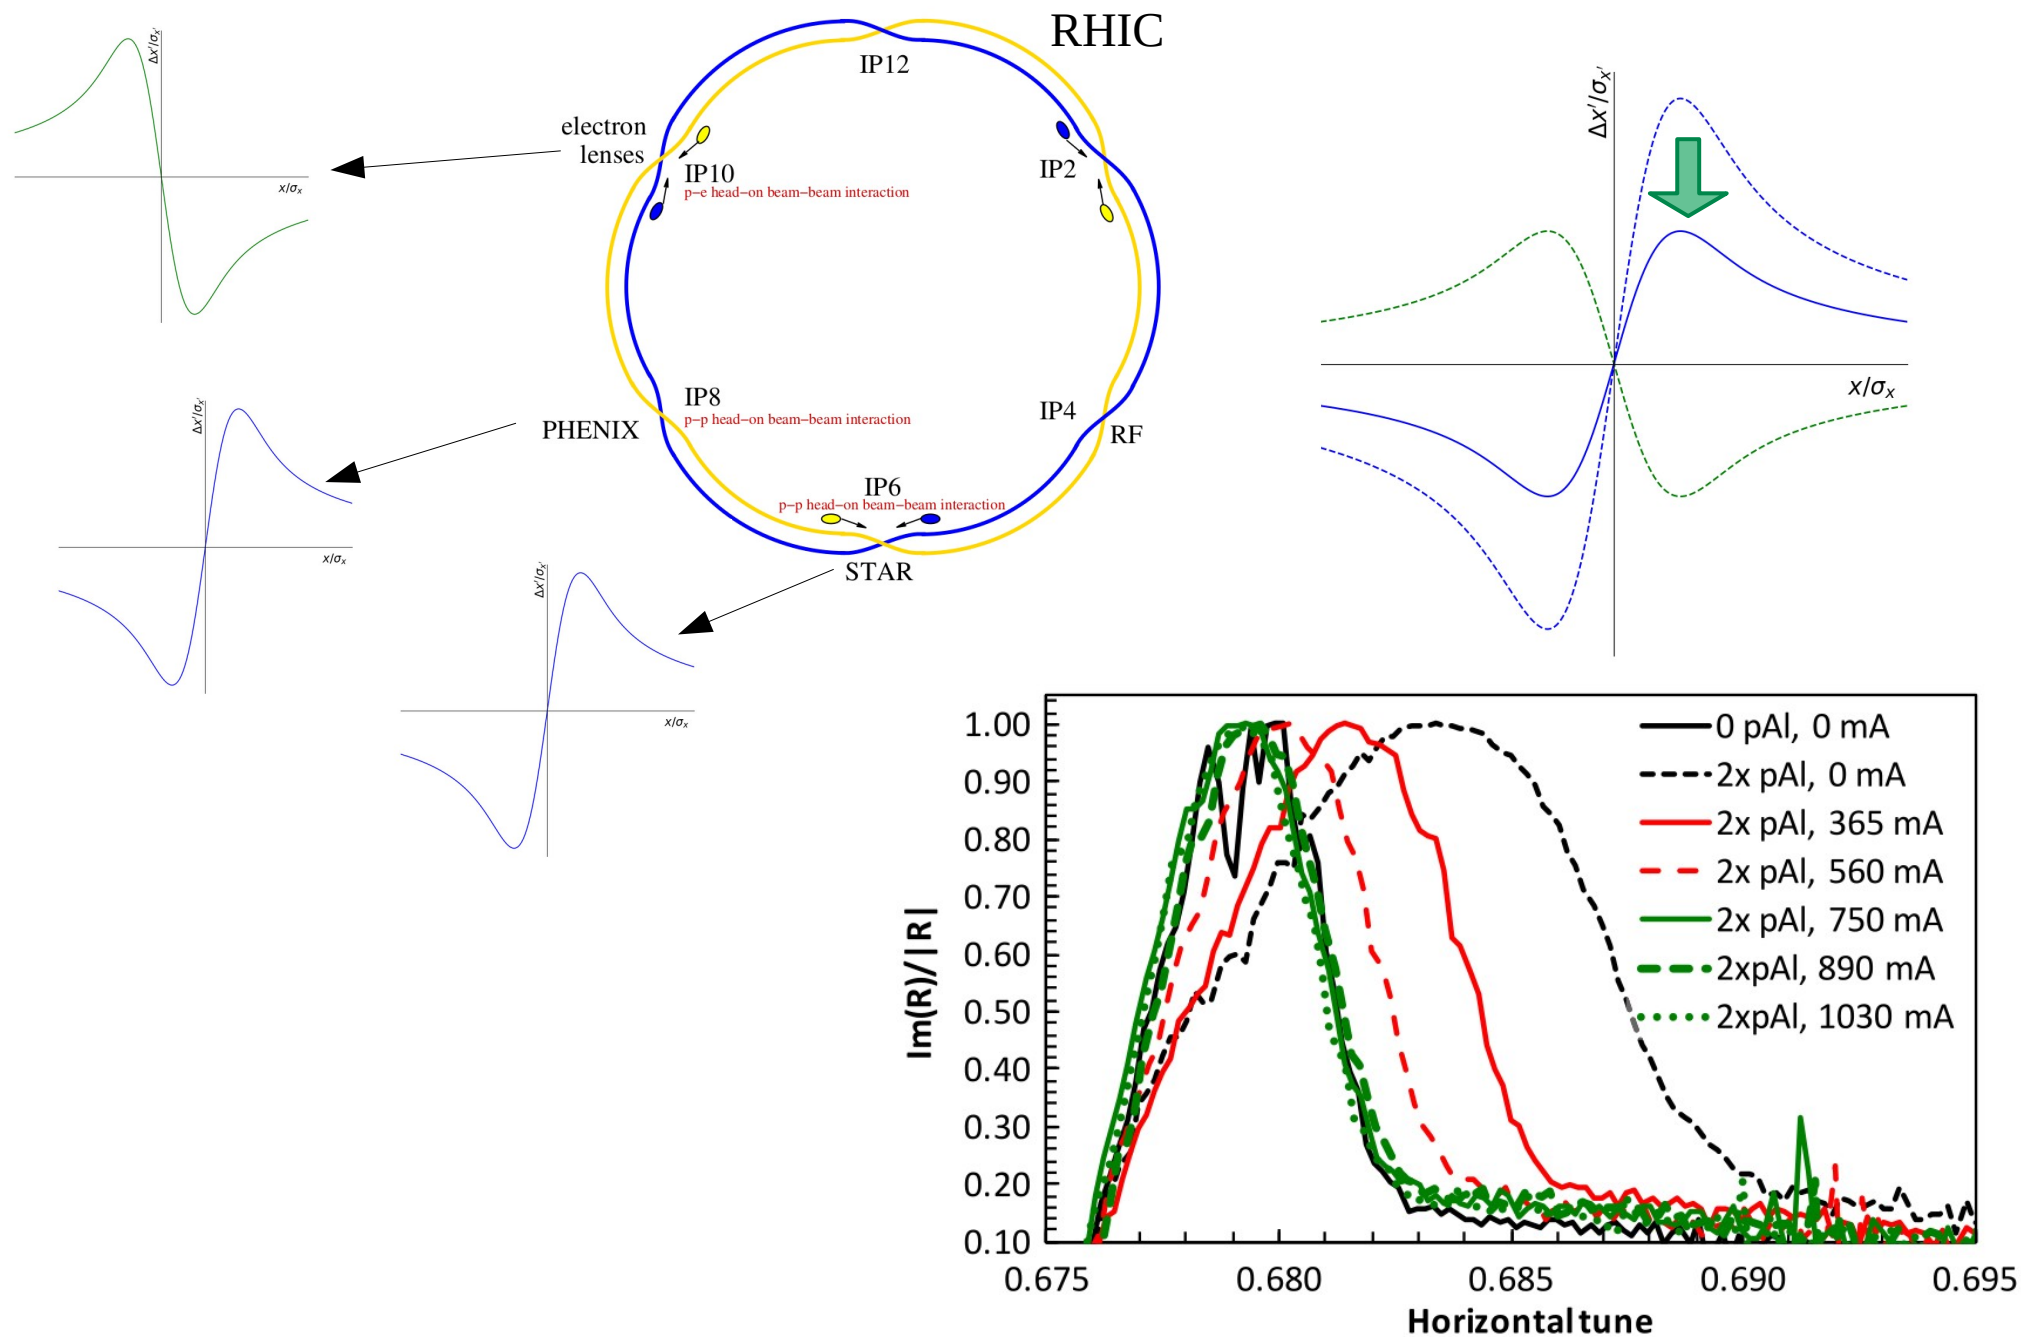 RHIC
IP12
Δx′/σx′
x/σx
electron
lenses
IP10
p−e head−on beam−beam interaction
IP2
Δx′/σx′
x/σx
IP8
p−p head−on beam−beam interaction
PHENIX
IP4
RF
Δx′/σx′
x/σx
IP6
p−p head−on beam−beam interaction
STAR
Δx′/σx′
x/σx
1.00
0.90
0.80
0.70
0.60
0.50
0.40
0.30
0.20
0.10
Im(R)/|R|
0 pAl, 0 mA
2x pAl, 0 mA
2x pAl, 365 mA
2x pAl, 560 mA
2x pAl, 750 mA
2xpAl, 890 mA
2xpAl, 1030 mA
0.675
0.680
0.685
0.690
0.695
Horizontal tune